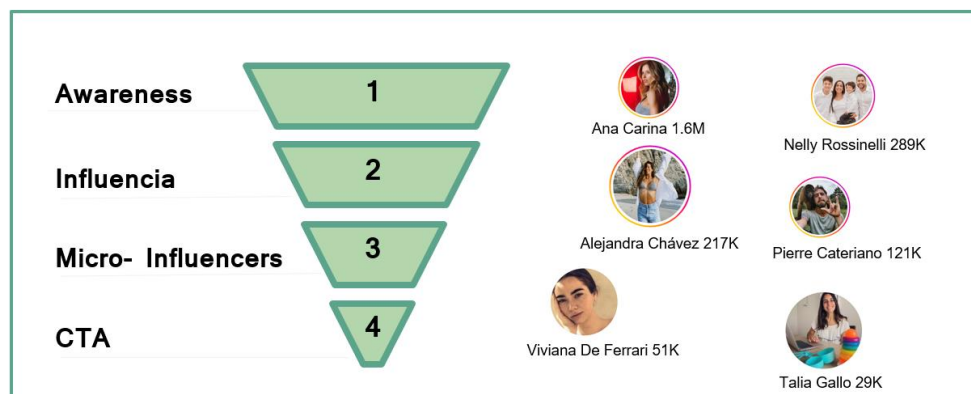 Awareness
1
Ana Carina 1.6M
Nelly Rossinelli 289K
Influencia
2
Alejandra Chávez 217K
Pierre Cateriano 121K
Micro- Influencers
3
Viviana De Ferrari 51K
CTA
4
Talia Gallo 29K